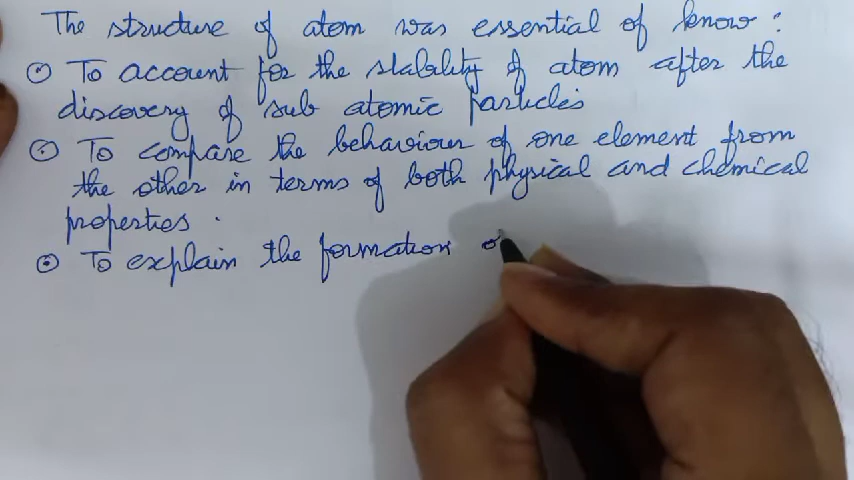 The structure of atom was essential of know :
To account for the stability of atom after the
discovery of sub atomic particles
To compare the behaviour of one element from
the other in terms of both physical and chemical
properties .
To explain the formation